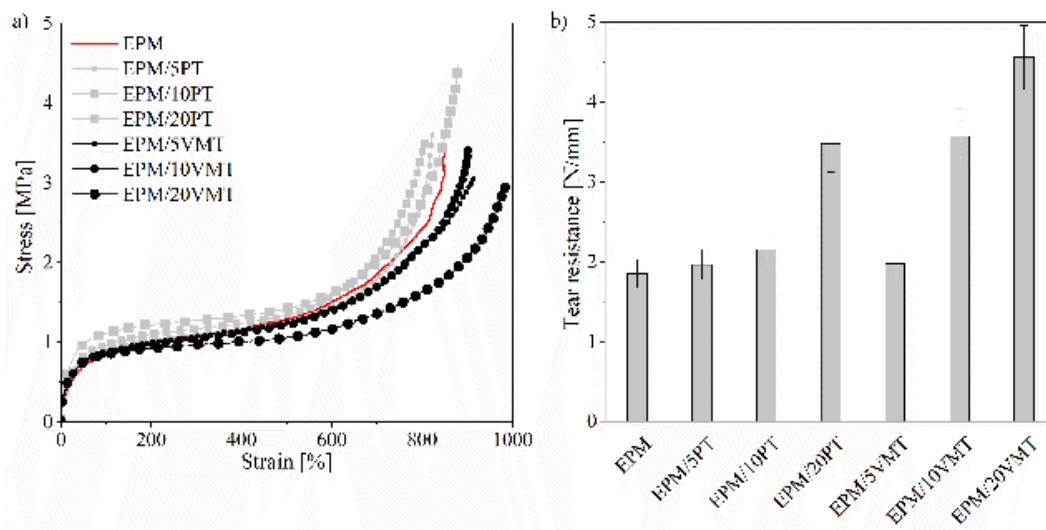 a)
5
4
3
2
1
0
Stress [MPa]
EPM
EPM/5PT
EPM/10PT
EPM/20PT
EPM/5VMT
EPM/10VMT
EPM/20VMT
0 200 400 600 800 1000
Strain [%]
b)
5
4
3
2
1
0
Tear resistance [N/mm]
EPM
EPM/5PT
EPM/10PT
EPM/20PT
EPM/5VMT
EPM/10VMT
EPM/20VMT